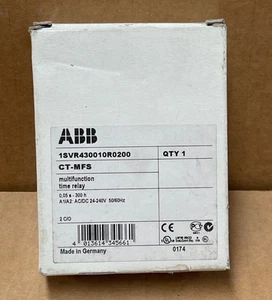 ABB
1SVR430010R0200
QTY 1
CT-MFS
multifunction
time relay
0,05 s - 300 h
A1/A2 AC/DC 24-240V 50/60Hz
2 C/O
4 013614 345661
Made in Germany
0174